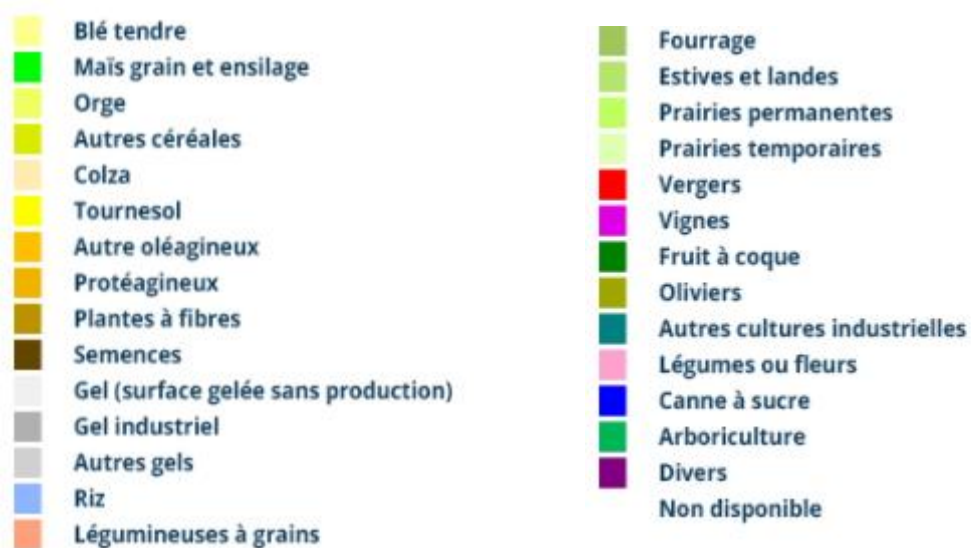 Blé tendre
Maïs grain et ensilage
Orge
Autres céréales
Colza
Tournesol
Autre oléagineux
Protéagineux
Plantes à fibres
Semences
Gel (surface gelée sans production)
Gel industriel
Autres gels
Riz
Légumineuses à grains
Fourrage
Estives et landes
Prairies permanentes
Prairies temporaires
Vergers
Vignes
Fruit à coque
Oliviers
Autres cultures industrielles
Légumes ou fleurs
Canne à sucre
Arboriculture
Divers
Non disponible